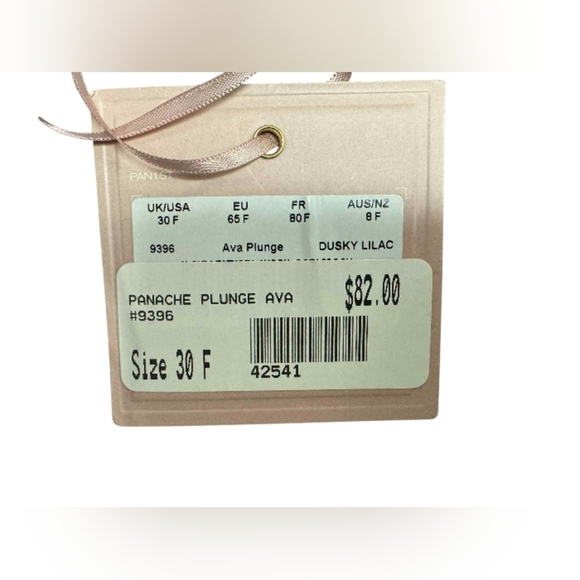 PAN1S
UK/USA EU FR AUS/NZ
30 F 65 F 80 F 8 F
9396 Ava Plunge DUSKY LILAC
PANACHE PLUNGE AVA $82.00
#9396
Size 30 F
42541